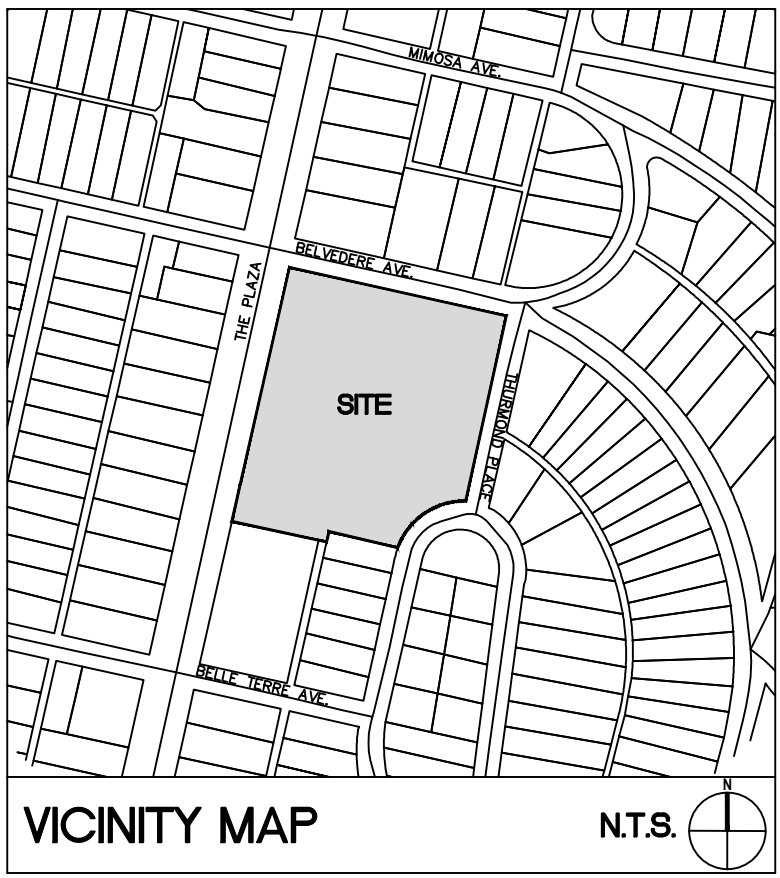 MIMOSA AVE.
BELVEDERE AVE.
THE PLAZA
SITE
THURMOND PLACE
BELLE TERRE AVE.
VICINITY MAP
N.T.S.
N